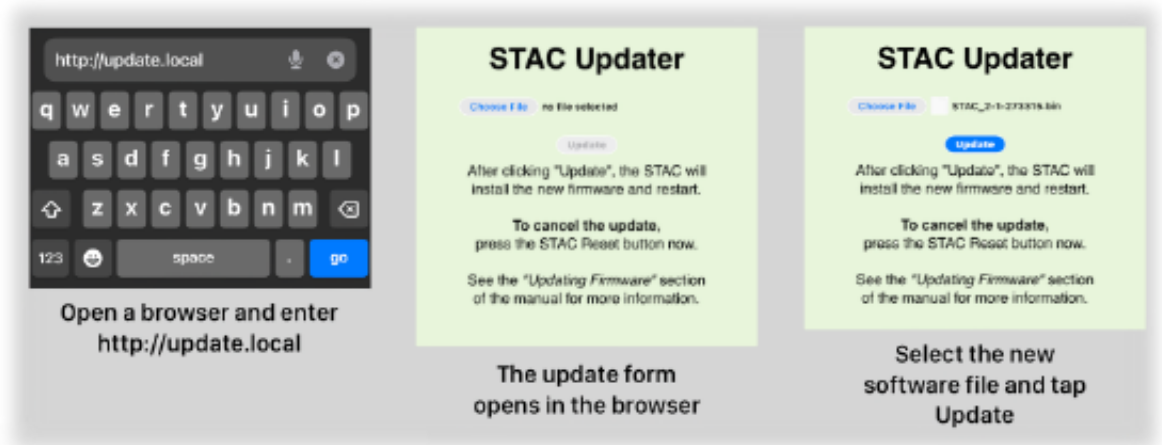 http://update.local
q w e r t y u i o p
a s d f g h j k l
z x c v b n m
123 space . go
Open a browser and enter
http://update.local
STAC Updater
Choose File no file selected
Update
After clicking "Update", the STAC will
install the new firmware and restart.
To cancel the update,
press the STAC Reset button now.
See the "Updating Firmware" section
of the manual for more information.
The update form
opens in the browser
STAC Updater
Choose File
Update
After clicking "Update", the STAC will
install the new firmware and restart.
To cancel the update,
press the STAC Reset button now.
See the "Updating Firmware" section
of the manual for more information.
Select the new
software file and tap
Update